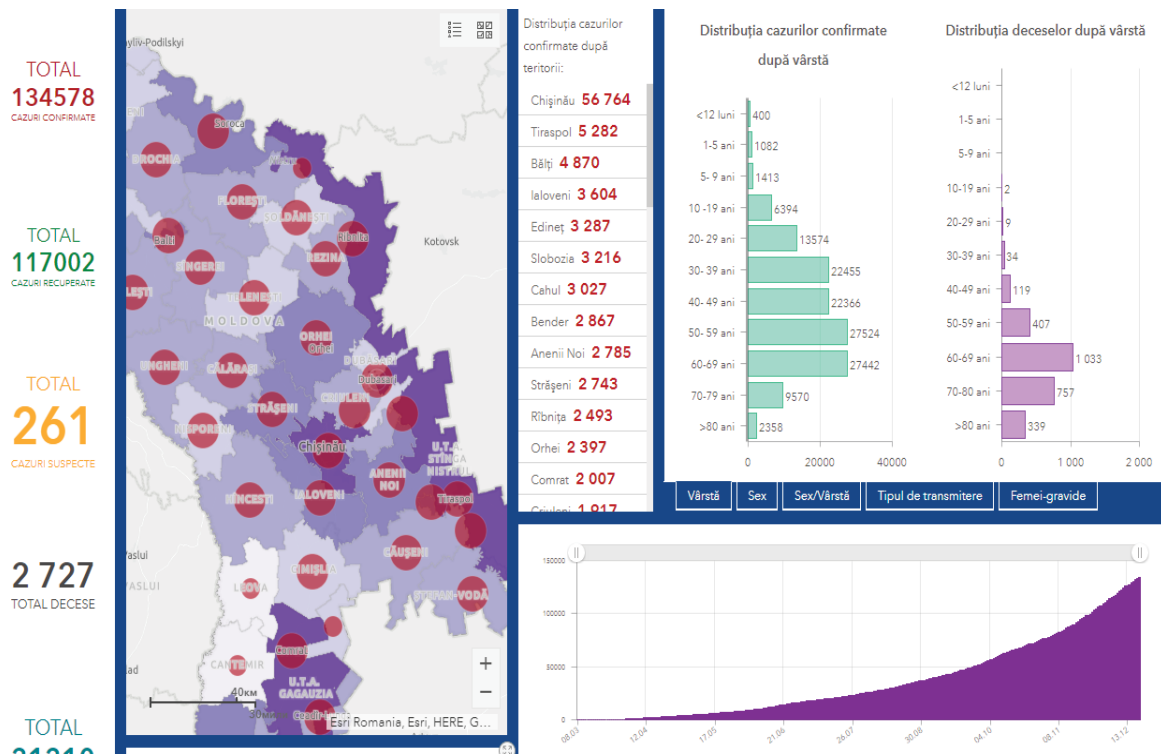 TOTAL
134578
CAZURI CONFIRMATE
TOTAL
117002
CAZURI RECUPERATE
TOTAL
261
CAZURI SUSPECTE
2 727
TOTAL DECESE
TOTAL
Soroca
FLOREȘTI
Bălți
Rîbnița
REZINA
Kotovsk
MOLDOVA
ORHEI
Orhei
DUBĂSARI
Dubasari
CĂLĂRAȘI
STRĂȘENI
CRIULENI
Chișinău
U.T.A.
STÎNGA
NISTRULUI
ANENII
NOI
IALOVENI
Tiraspol
HÎNCEȘTI
CĂUȘENI
CIMIȘLIA
LEOVA
ȘTEFAN-VODĂ
VASLUI
Comrat
CANTEMIR
U.T.A.
GAGAUZIA
40км
Esri Romania, Esri, HERE, G...
+
−
Distribuția cazurilor
confirmate după
teritorii:
Chișinău 56 764
Tiraspol 5 282
Bălți 4 870
Ialoveni 3 604
Edineț 3 287
Slobozia 3 216
Cahul 3 027
Bender 2 867
Anenii Noi 2 785
Strășeni 2 743
Rîbnița 2 493
Orhei 2 397
Comrat 2 007
Criuleni 1 917
Distribuția cazurilor confirmate
după vârstă
<12 luni 400
1-5 ani 1082
5- 9 ani 1413
10 -19 ani 6394
20- 29 ani 13574
30- 39 ani 22455
40- 49 ani 22366
50- 59 ani 27524
60-69 ani 27442
70-79 ani 9570
>80 ani 2358
0 20000 40000
Distribuția deceselor după vârstă
<12 luni
1-5 ani
5-9 ani
10-19 ani 2
20-29 ani 9
30-39 ani 34
40-49 ani 119
50-59 ani 407
60-69 ani 1 033
70-80 ani 757
>80 ani 339
0 1 000 2 000
Vârstă Sex Sex/Vârstă Tipul de transmitere Femei-gravide
150000
100000
50000
0
08.03 12.04 17.05 21.06 26.07 30.08 04.10 08.11 13.12